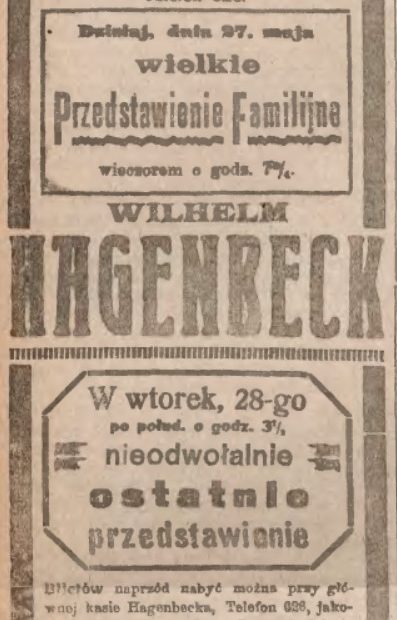 Dzisiaj, dnia 27. maja
wielkie
Przedstawienie Familijne
wieczorem o godz. 7¾.
WILHELM
HAGENBECK
W wtorek, 28-go
po połud. o godz. 3½
nieodwołalnie
ostatnie
przedstawienie
Biletów naprzód nabyć można przy głó-
wnej kasie Hagenbecka, Telefon 626, jako-